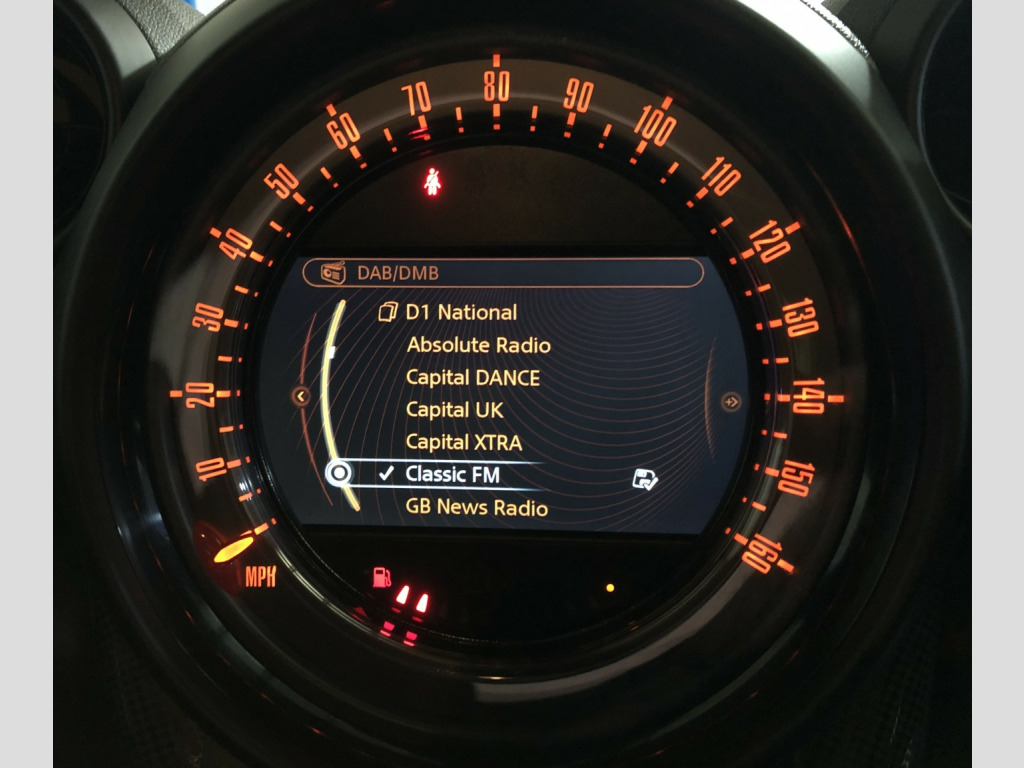 10
20
30
40
50
60
70
80
90
100
110
120
130
140
150
160
MPH
DAB/DMB
D1 National
Absolute Radio
Capital DANCE
Capital UK
Capital XTRA
Classic FM
GB News Radio